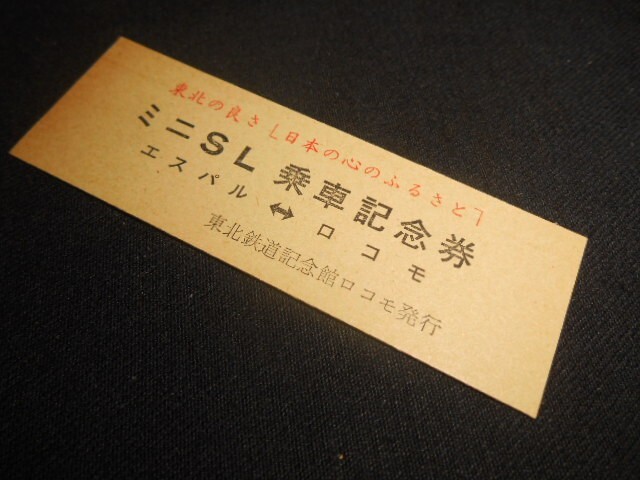 東北の良さ「日本の心のふるさと」
ミニSL 乗車記念券
エスパル ↔ ロコモ
東北鉄道記念館ロコモ発行